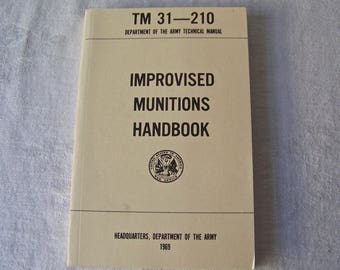 TM 31—210
DEPARTMENT OF THE ARMY TECHNICAL MANUAL
IMPROVISED
MUNITIONS
HANDBOOK
HEADQUARTERS, DEPARTMENT OF THE ARMY
1969